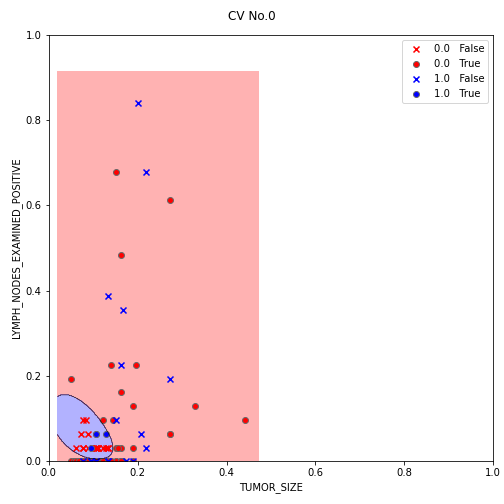 CV No.0
0.0   False
0.0   True
1.0   False
1.0   True
LYMPH_NODES_EXAMINED_POSITIVE
1.0
0.8
0.6
0.4
0.2
0.0
0.0 0.2 0.4 0.6 0.8 1.0
TUMOR_SIZE